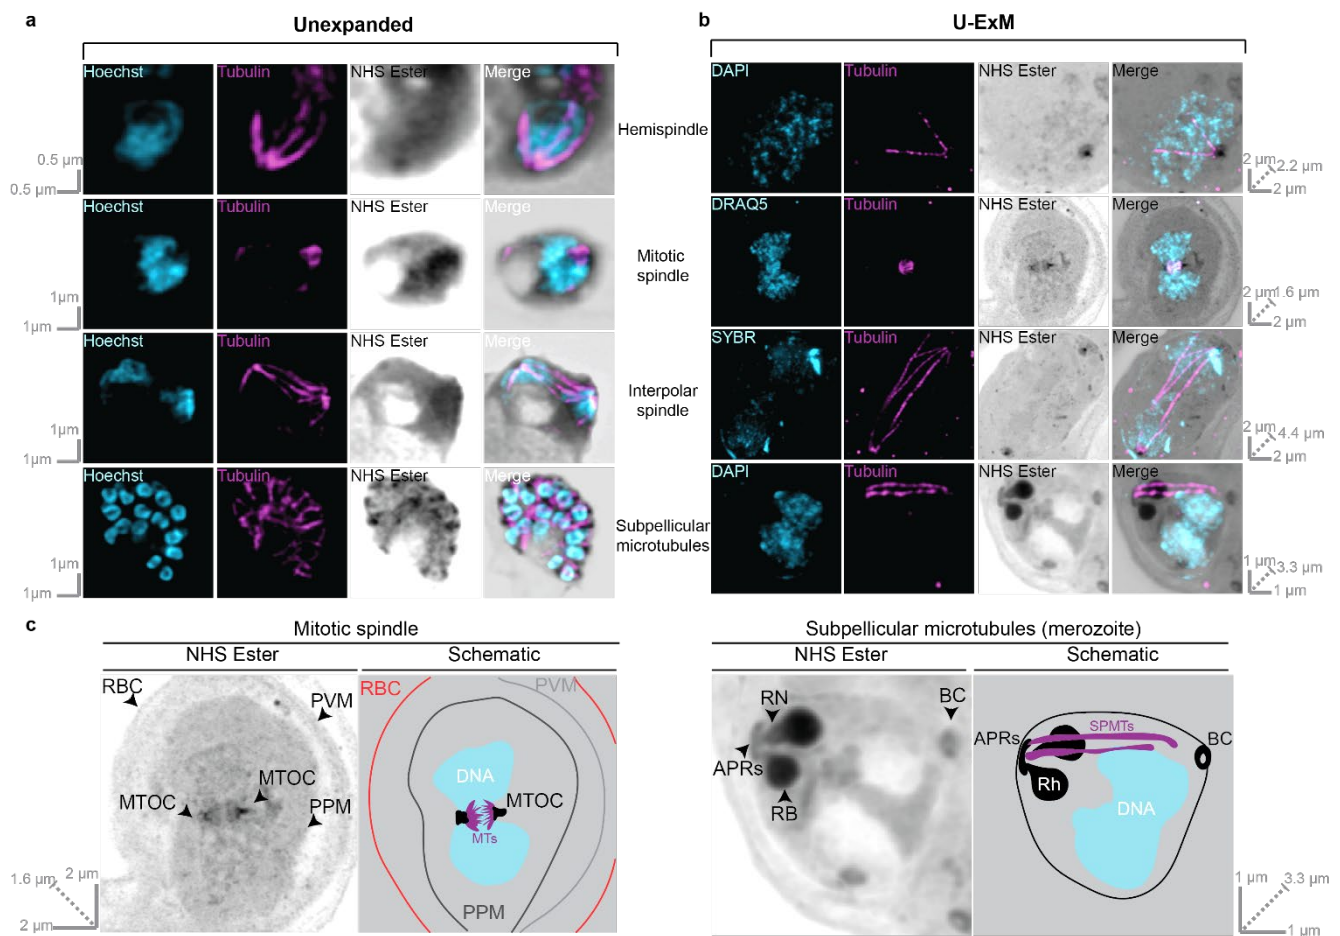 a
Unexpanded
Hoechst
Tubulin
NHS Ester
Merge
Hemispindle
0.5 µm
0.5 µm
Hoechst
Tubulin
NHS Ester
Merge
Mitotic
spindle
1µm
1µm
Hoechst
Tubulin
NHS Ester
Merge
Interpolar
spindle
1µm
1µm
Hoechst
Tubulin
NHS Ester
Merge
Subpellicular
microtubules
1µm
1µm
b
U-ExM
DAPI
Tubulin
NHS Ester
Merge
2 µm
2.2 µm
2 µm
DRAQ5
Tubulin
NHS Ester
Merge
2 µm
1.6 µm
2 µm
SYBR
Tubulin
NHS Ester
Merge
2 µm
4.4 µm
2 µm
DAPI
Tubulin
NHS Ester
Merge
1 µm
3.3 µm
1 µm
c
Mitotic spindle
NHS Ester
Schematic
RBC
PVM
MTOC
MTOC
PPM
1.6 µm
2 µm
2 µm
RBC
PVM
DNA
MTOC
MTs
PPM
Subpellicular microtubules (merozoite)
NHS Ester
Schematic
RN
BC
APRs
RB
SPMTs
APRs
BC
Rh
DNA
1 µm
3.3 µm
1 µm